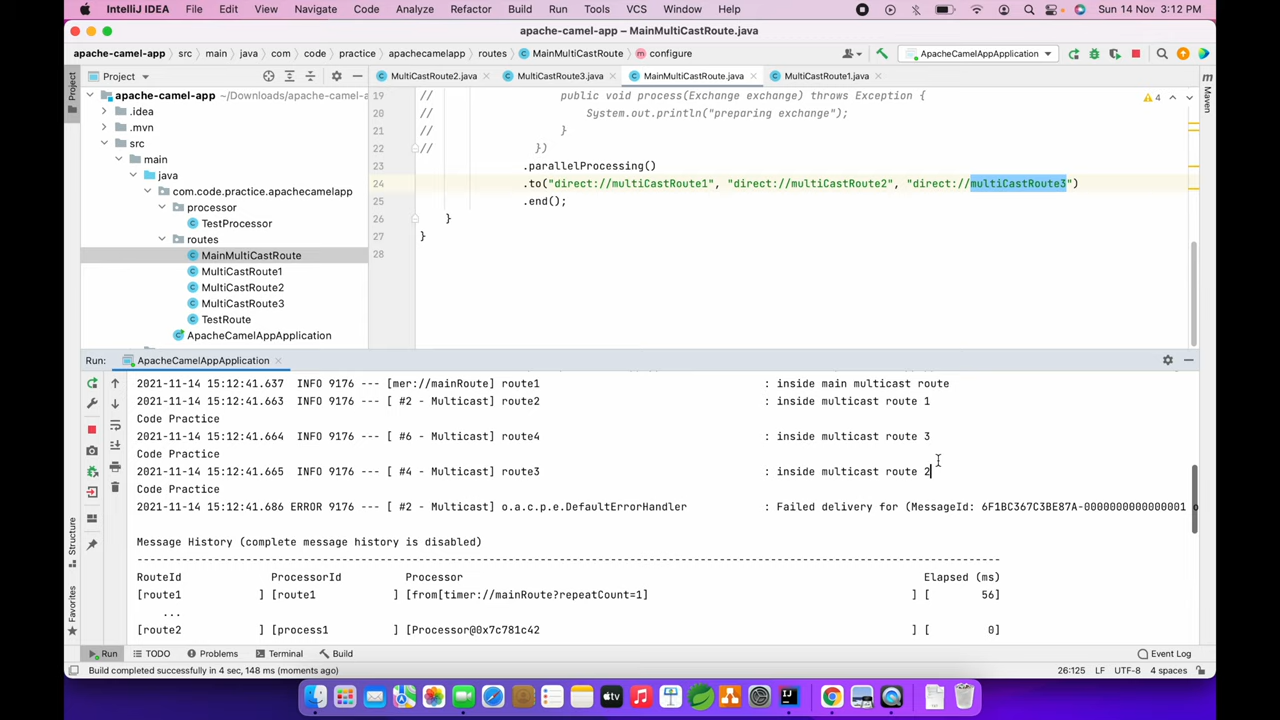 IntelliJ IDEA File Edit View Navigate Code Analyze Refactor Build Run Tools VCS Window Help Sun 14 Nov 3:12 PM
apache-camel-app – MainMultiCastRoute.java
apache-camel-app src main java com code practice apachecamelapp routes MainMultiCastRoute configure ApacheCamelAppApplication
Project MultiCastRoute2.java MultiCastRoute3.java MainMultiCastRoute.java MultiCastRoute1.java
apache-camel-app ~/Downloads/apache-camel-a
.idea
.mvn
src
main
java
com.code.practice.apachecamelapp
processor
TestProcessor
routes
MainMultiCastRoute
MultiCastRoute1
MultiCastRoute2
MultiCastRoute3
TestRoute
ApacheCamelAppApplication
19 // public void process(Exchange exchange) throws Exception {
20 // System.out.println("preparing exchange");
21 // }
22 // })
23 .parallelProcessing()
24 .to("direct://multiCastRoute1", "direct://multiCastRoute2", "direct://multiCastRoute3")
25 .end();
26 }
27 }
28
4
Project
Structure
Favorites
Maven
Run: ApacheCamelAppApplication
2021-11-14 15:12:41.637 INFO 9176 --- [mer://mainRoute] route1 : inside main multicast route
2021-11-14 15:12:41.663 INFO 9176 --- [ #2 - Multicast] route2 : inside multicast route 1
Code Practice
2021-11-14 15:12:41.664 INFO 9176 --- [ #6 - Multicast] route4 : inside multicast route 3
Code Practice
2021-11-14 15:12:41.665 INFO 9176 --- [ #4 - Multicast] route3 : inside multicast route 2
Code Practice
2021-11-14 15:12:41.686 ERROR 9176 --- [ #2 - Multicast] o.a.c.p.e.DefaultErrorHandler : Failed delivery for (MessageId: 6F1BC367C3BE87A-0000000000000001 o
Message History (complete message history is disabled)
---------------------------------------------------------------------------------------------------------------------------------------
RouteId ProcessorId Processor Elapsed (ms)
[route1 ] [route1 ] [from[timer://mainRoute?repeatCount=1] ] [ 56]
...
[route2 ] [process1 ] [Processor@0x7c781c42 ] [ 0]
Run TODO Problems Terminal Build Event Log
Build completed successfully in 4 sec, 148 ms (moments ago) 26:125 LF UTF-8 4 spaces